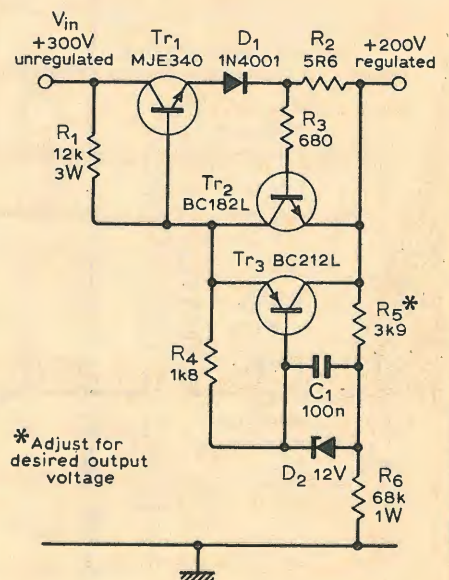 Vin
+300V
unregulated
Tr1
MJE340
D1
1N4001
R2
5R6
+200V
regulated
R1
12k
3W
R3
680
Tr2
BC182L
Tr3 BC212L
R5*
3k9
R4
1k8
C1
100n
*Adjust for
desired output
voltage
D2 12V
R6
68k
1W